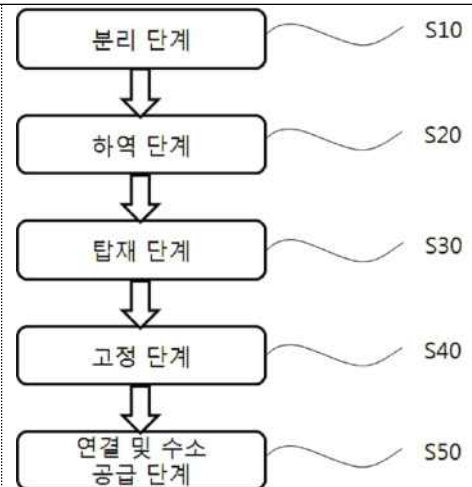 분리 단계
S10
하역 단계
S20
탑재 단계
S30
고정 단계
S40
연결 및 수소
공급 단계
S50